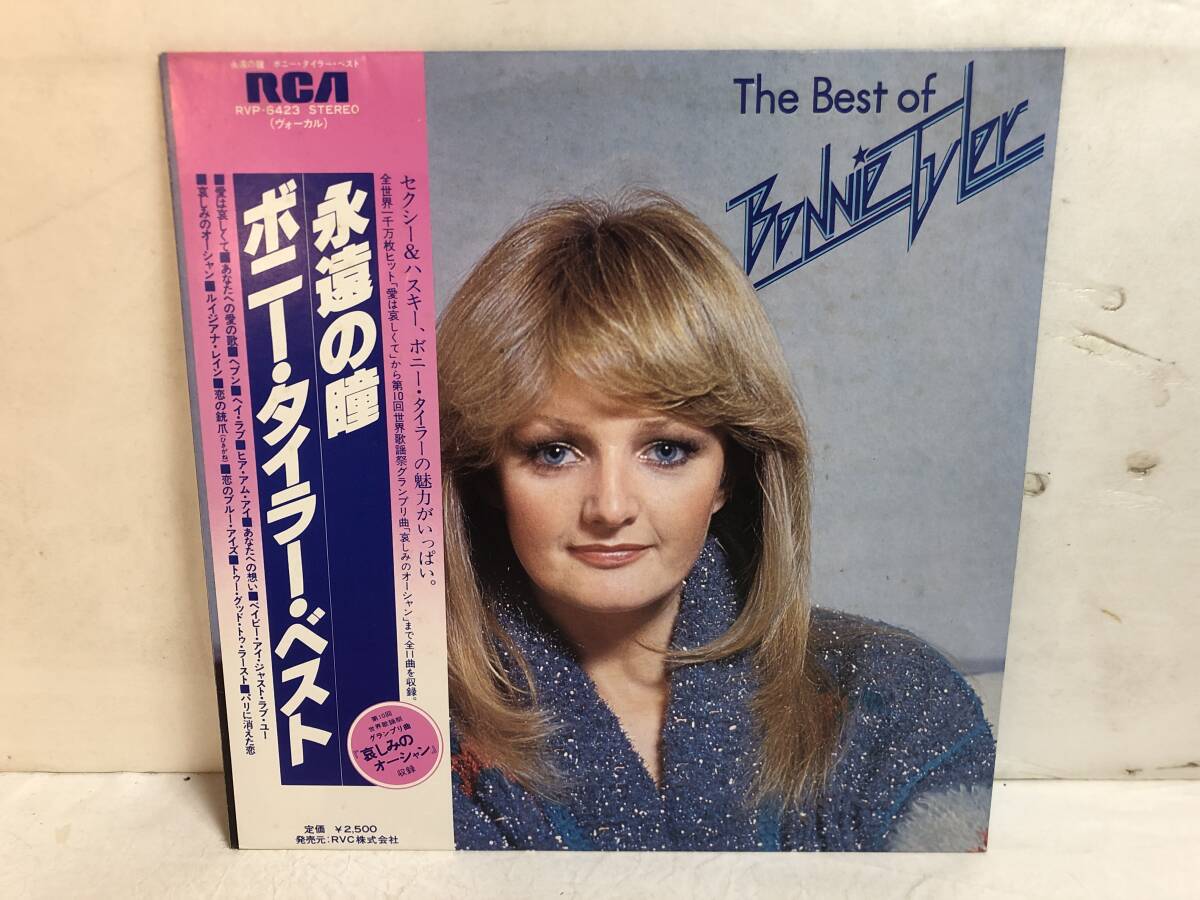 永遠の瞳 ボニー・タイラー・ベスト
RCA
RVP-6423 STEREO
(ヴォーカル)
The Best of
Bonnie Tyler
セクシー&ハスキー、ボニー・タイラーの魅力がいっぱい。
全世界一千万枚ヒット「愛は哀しくて」から第10回世界歌謡祭グランプリ曲「哀しみのオーシャン」まで全11曲を収録。
永遠の瞳
ボニー・タイラー・ベスト
■愛は哀しくて■あなたへの愛の歌■ヘブン■ヘイ・ラブ■ヒア・アム・アイ■あなたへの想い■ベイビー・アイ・ジャスト・ラブ・ユー
■哀しみのオーシャン■ルイジアナ・レイン■恋の銃爪(ひきがね)■恋のブルー・アイズ■トゥー・グッド・トゥ・ラースト■パリに消えた恋
第10回
世界歌謡祭
グランプリ曲
『哀しみの
オーシャン』
収録
定価 ¥2,500
発売元:RVC株式会社